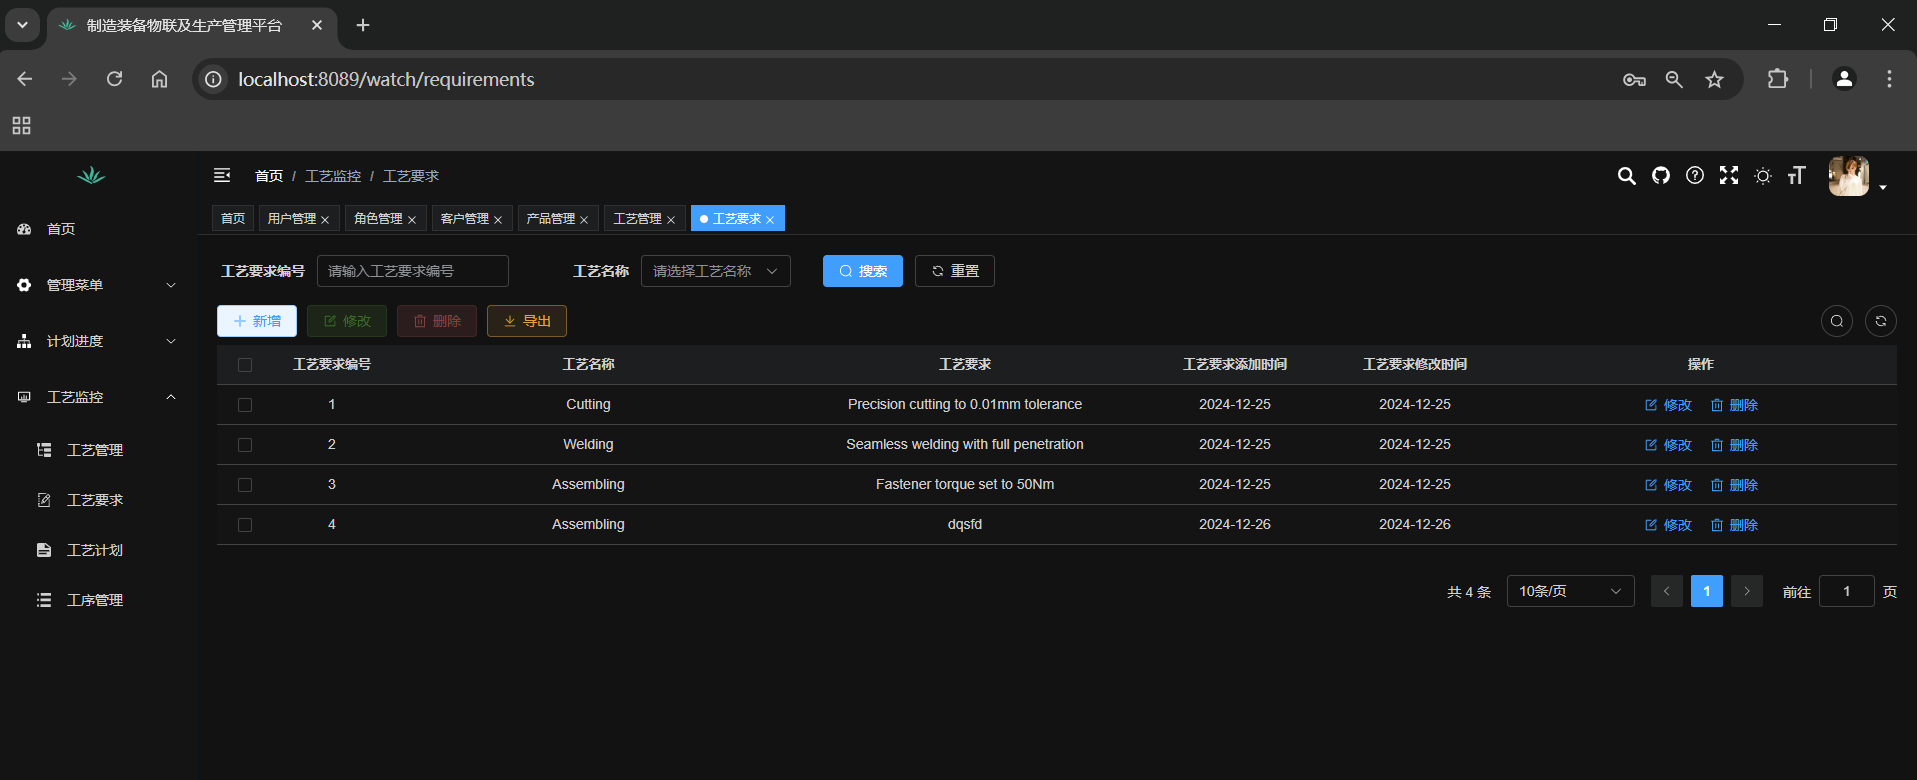 制造装备物联及生产管理平台
localhost:8089/watch/requirements
首页 / 工艺监控 / 工艺要求
首页 用户管理 角色管理 客户管理 产品管理 工艺管理 工艺要求
首页
管理菜单
计划进度
工艺监控
工艺管理
工艺要求
工艺计划
工序管理
工艺要求编号 请输入工艺要求编号 工艺名称 请选择工艺名称 搜索 重置
新增 修改 删除 导出
工艺要求编号 工艺名称 工艺要求 工艺要求添加时间 工艺要求修改时间 操作
1 Cutting Precision cutting to 0.01mm tolerance 2024-12-25 2024-12-25 修改 删除
2 Welding Seamless welding with full penetration 2024-12-25 2024-12-25 修改 删除
3 Assembling Fastener torque set to 50Nm 2024-12-25 2024-12-25 修改 删除
4 Assembling dqsfd 2024-12-26 2024-12-26 修改 删除
共 4 条 10条/页 1 前往 1 页